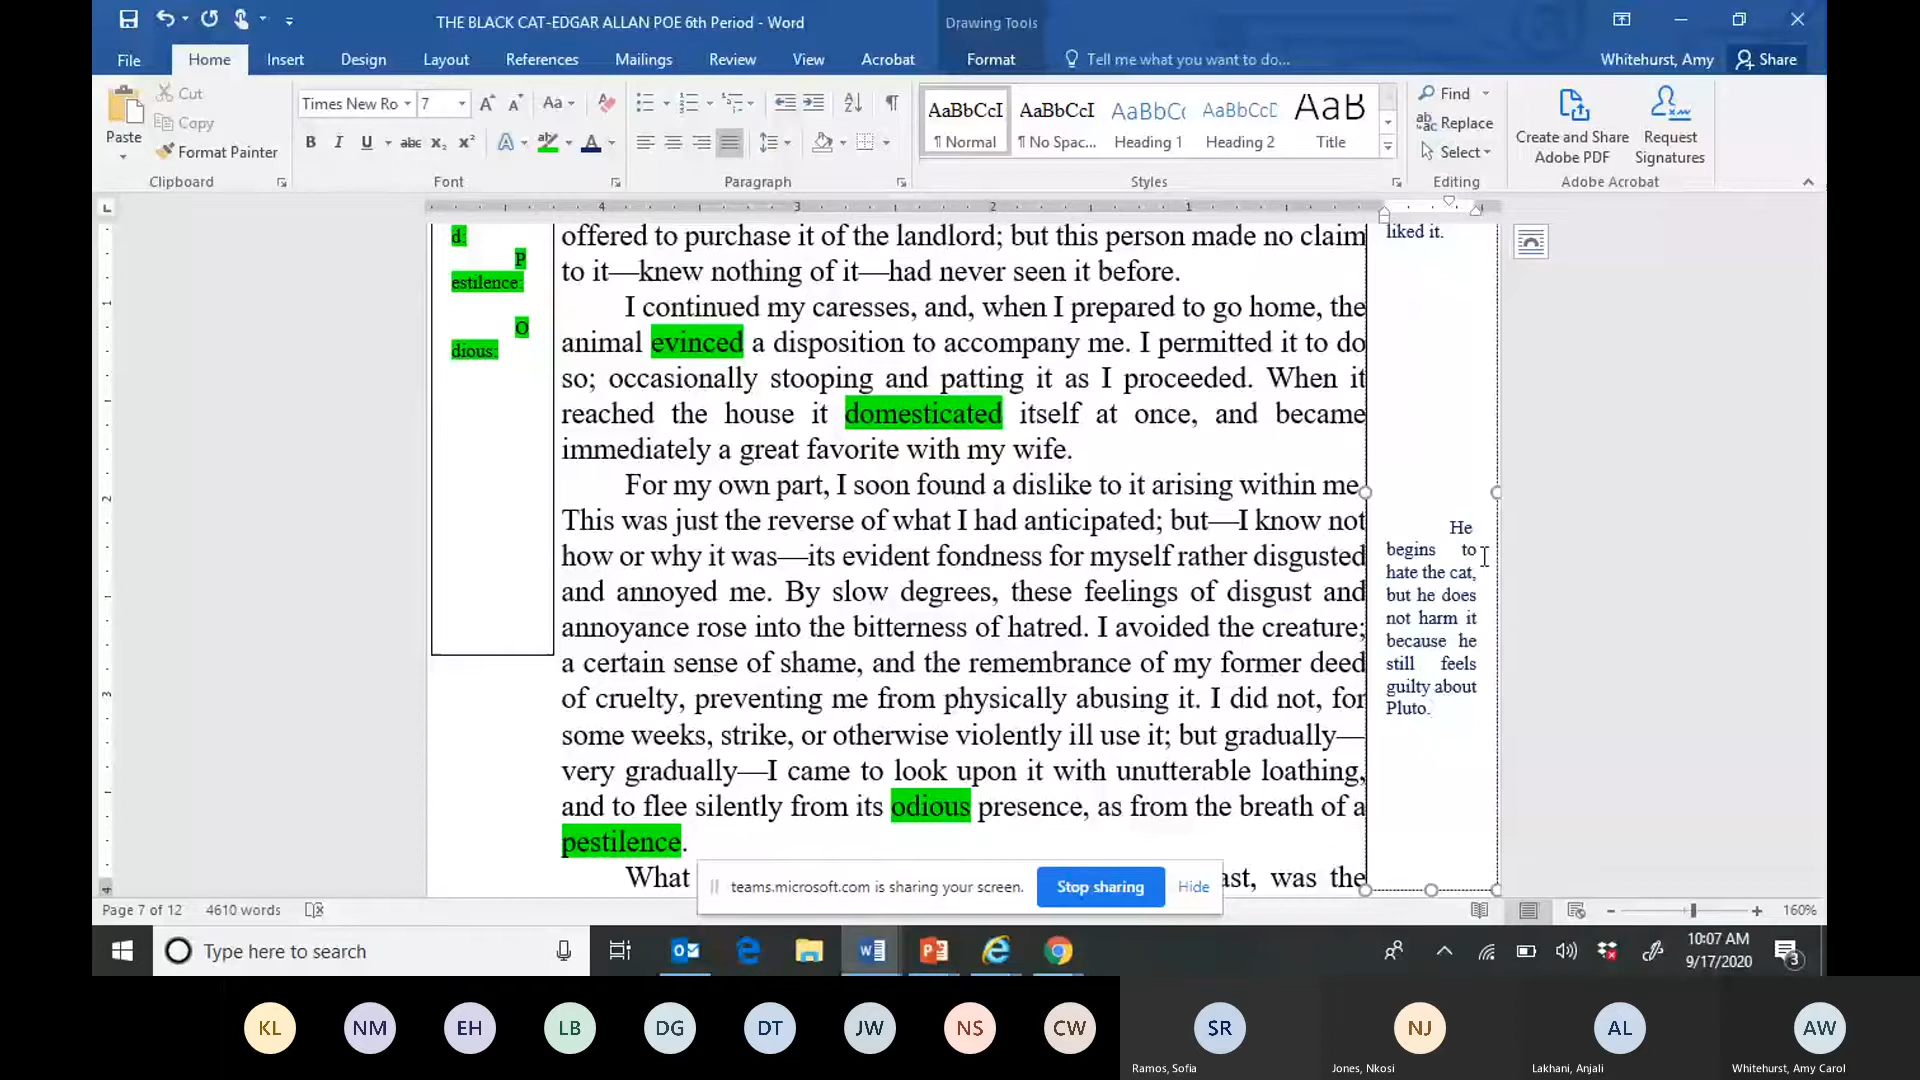 THE BLACK CAT-EDGAR ALLAN POE 6th Period - Word
Drawing Tools
File
Home
Insert
Design
Layout
References
Mailings
Review
View
Acrobat
Format
Tell me what you want to do...
Whitehurst, Amy
Share
Paste
Cut
Copy
Format Painter
Clipboard
Times New Ro
7
Font
Paragraph
AaBbCcI
¶ Normal
AaBbCcI
¶ No Spac...
AaBbC
Heading 1
AaBbCcD
Heading 2
AaB
Title
Styles
Find
Replace
Select
Editing
Create and Share
Adobe PDF
Request
Signatures
Adobe Acrobat
4 3 2 1
d:
P
estilence:
O
dious:
offered to purchase it of the landlord; but this person made no claim
to it—knew nothing of it—had never seen it before.
I continued my caresses, and, when I prepared to go home, the
animal evinced a disposition to accompany me. I permitted it to do
so; occasionally stooping and patting it as I proceeded. When it
reached the house it domesticated itself at once, and became
immediately a great favorite with my wife.
For my own part, I soon found a dislike to it arising within me
This was just the reverse of what I had anticipated; but—I know not
how or why it was—its evident fondness for myself rather disgusted
and annoyed me. By slow degrees, these feelings of disgust and
annoyance rose into the bitterness of hatred. I avoided the creature;
a certain sense of shame, and the remembrance of my former deed
of cruelty, preventing me from physically abusing it. I did not, for
some weeks, strike, or otherwise violently ill use it; but gradually—
very gradually—I came to look upon it with unutterable loathing,
and to flee silently from its odious presence, as from the breath of a
pestilence.
What
ast, was the
liked it.
He
begins to
hate the cat,
but he does
not harm it
because he
still feels
guilty about
Pluto.
teams.microsoft.com is sharing your screen.
Stop sharing
Hide
Page 7 of 12
4610 words
160%
Type here to search
10:07 AM
9/17/2020
3
KL
NM
EH
LB
DG
DT
JW
NS
CW
SR
NJ
AL
AW
Ramos, Sofia
Jones, Nkosi
Lakhani, Anjali
Whitehurst, Amy Carol